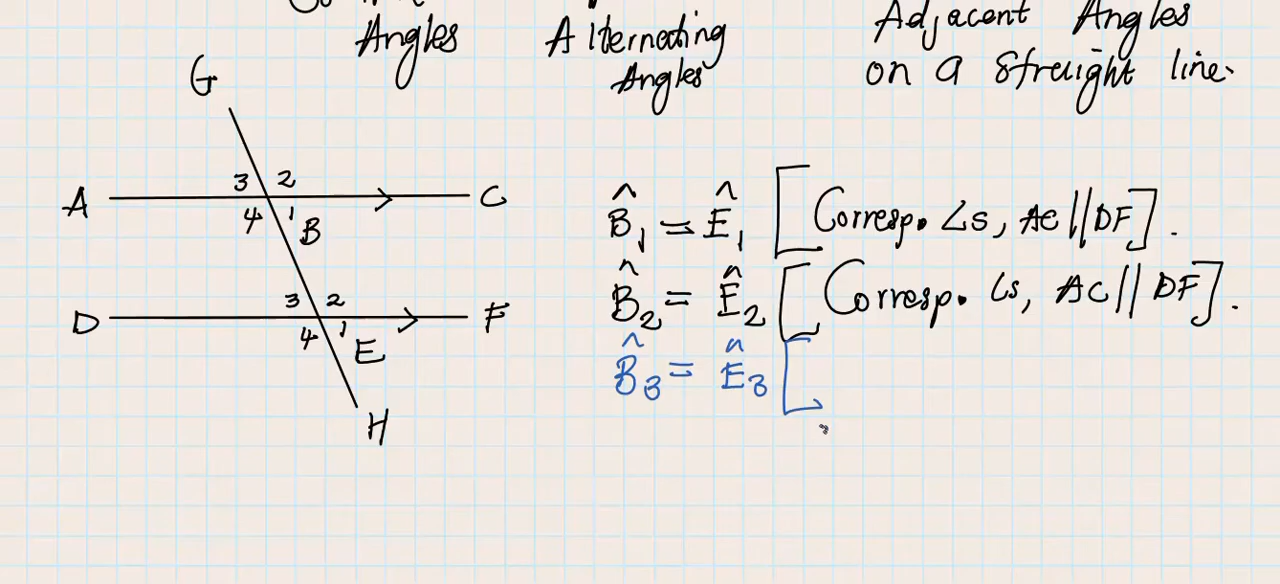 Angles
Alternating
Angles
Adjacent Angles
on a straight line.
G
3 2
A C
4 1 B
3 2
D F
4 1 E
H
B̂₁ = Ê₁ [Corresp. ∠s, AC || DF].
B̂₂ = Ê₂ [Corresp. ∠s, AC || DF].
B̂₃ = Ê₃ [